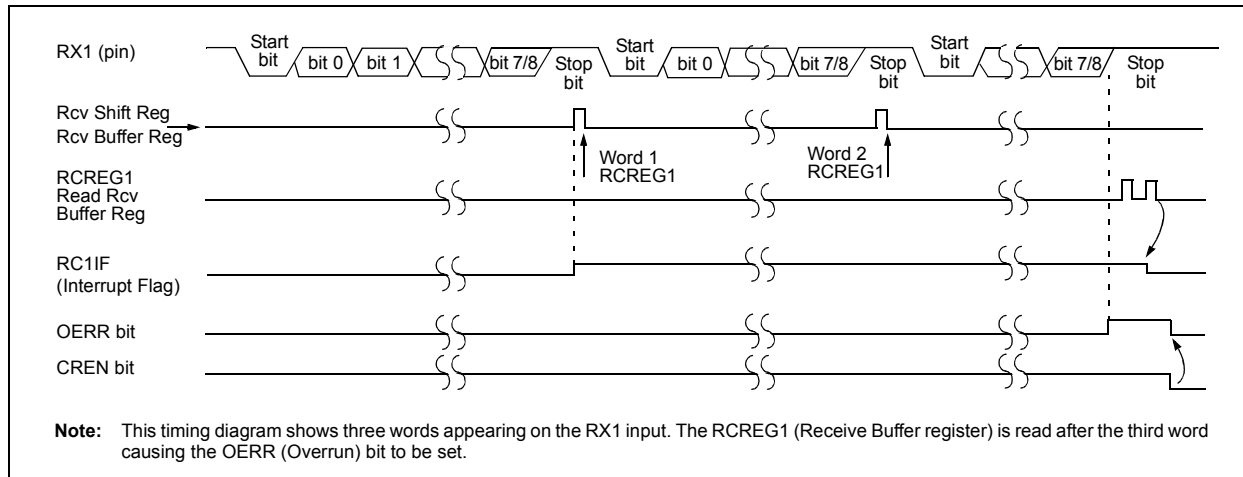 RX1 (pin)
Start bit
bit 0
bit 1
bit 7/8
Stop bit
Start bit
bit 0
bit 7/8
Stop bit
Start bit
bit 7/8
Stop bit
Rcv Shift Reg
Rcv Buffer Reg
Word 1
RCREG1
Word 2
RCREG1
RCREG1
Read Rcv
Buffer Reg
RC1IF
(Interrupt Flag)
OERR bit
CREN bit
Note: This timing diagram shows three words appearing on the RX1 input. The RCREG1 (Receive Buffer register) is read after the third word
causing the OERR (Overrun) bit to be set.